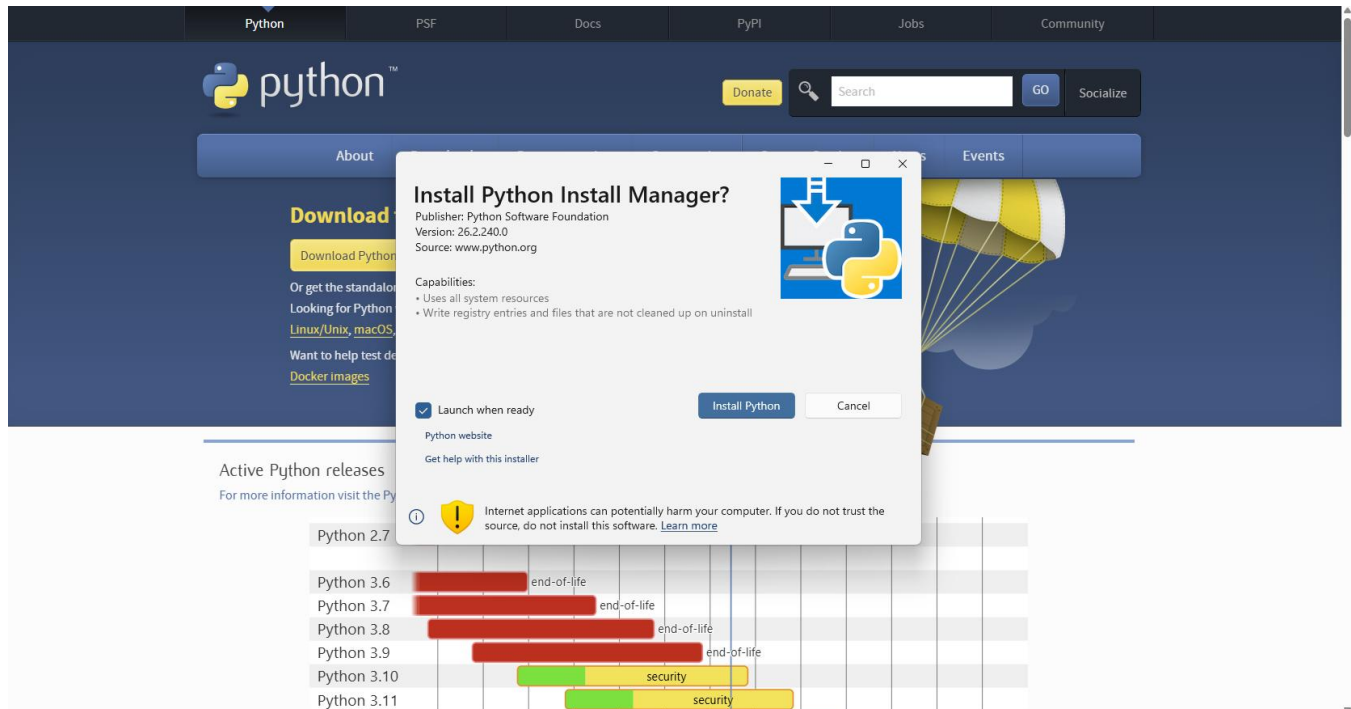 Python PSF Docs PyPI Jobs Community
python™
Donate Search GO Socialize
About Events
Install Python Install Manager?
Publisher: Python Software Foundation
Version: 26.2.240.0
Source: www.python.org
Capabilities:
• Uses all system resources
• Write registry entries and files that are not cleaned up on uninstall
Launch when ready
Install Python Cancel
Python website
Get help with this installer
Internet applications can potentially harm your computer. If you do not trust the
source, do not install this software. Learn more
Download
Download Python
Or get the
Looking for Python
Linux/Unix, macOS,
Want to help test
Docker images
Active Python releases
For more information visit the
Python 2.7
Python 3.6 end-of-life
Python 3.7 end-of-life
Python 3.8 end-of-life
Python 3.9 end-of-life
Python 3.10 security
Python 3.11 security